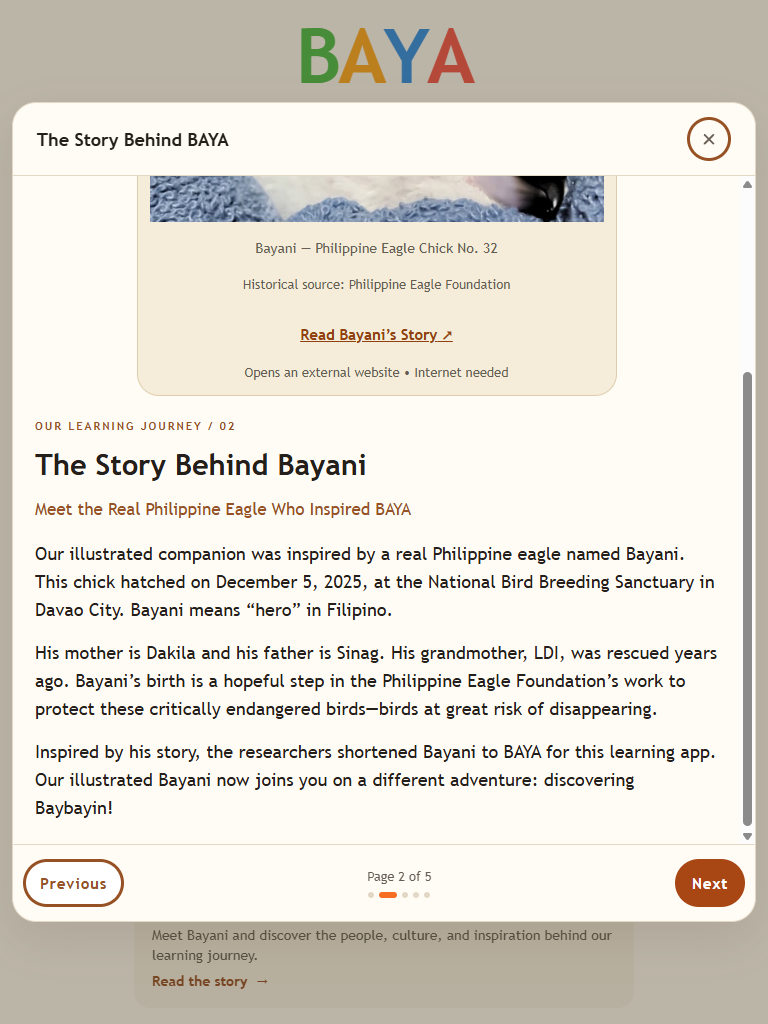 BAYA
The Story Behind BAYA
Bayani — Philippine Eagle Chick No. 32
Historical source: Philippine Eagle Foundation
Read Bayani’s Story ↗
Opens an external website • Internet needed
OUR LEARNING JOURNEY / 02
The Story Behind Bayani
Meet the Real Philippine Eagle Who Inspired BAYA
Our illustrated companion was inspired by a real Philippine eagle named Bayani.
This chick hatched on December 5, 2025, at the National Bird Breeding Sanctuary in
Davao City. Bayani means “hero” in Filipino.
His mother is Dakila and his father is Sinag. His grandmother, LDI, was rescued years
ago. Bayani’s birth is a hopeful step in the Philippine Eagle Foundation’s work to
protect these critically endangered birds—birds at great risk of disappearing.
Inspired by his story, the researchers shortened Bayani to BAYA for this learning app.
Our illustrated Bayani now joins you on a different adventure: discovering
Baybayin!
Previous
Page 2 of 5
Next
Meet Bayani and discover the people, culture, and inspiration behind our
learning journey.
Read the story →